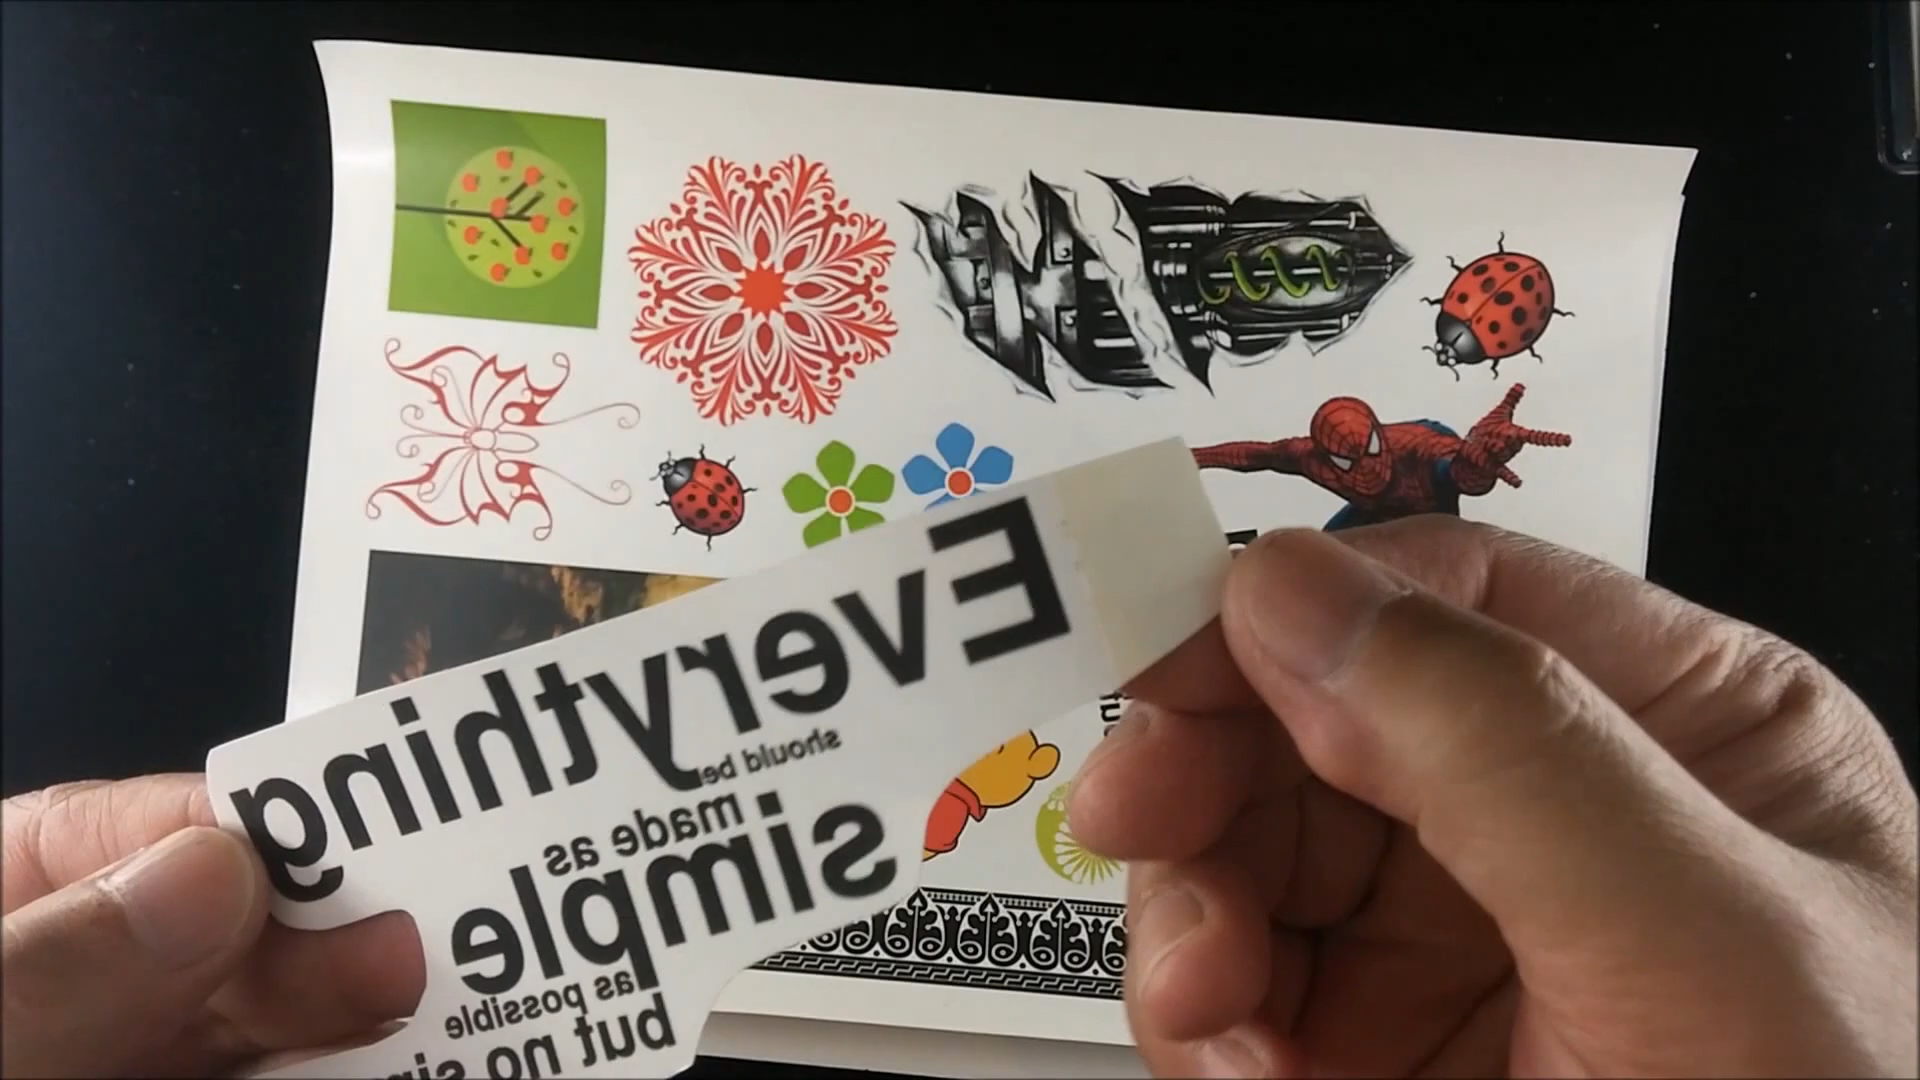 Everything
should be
made as
simple
as possible
but no